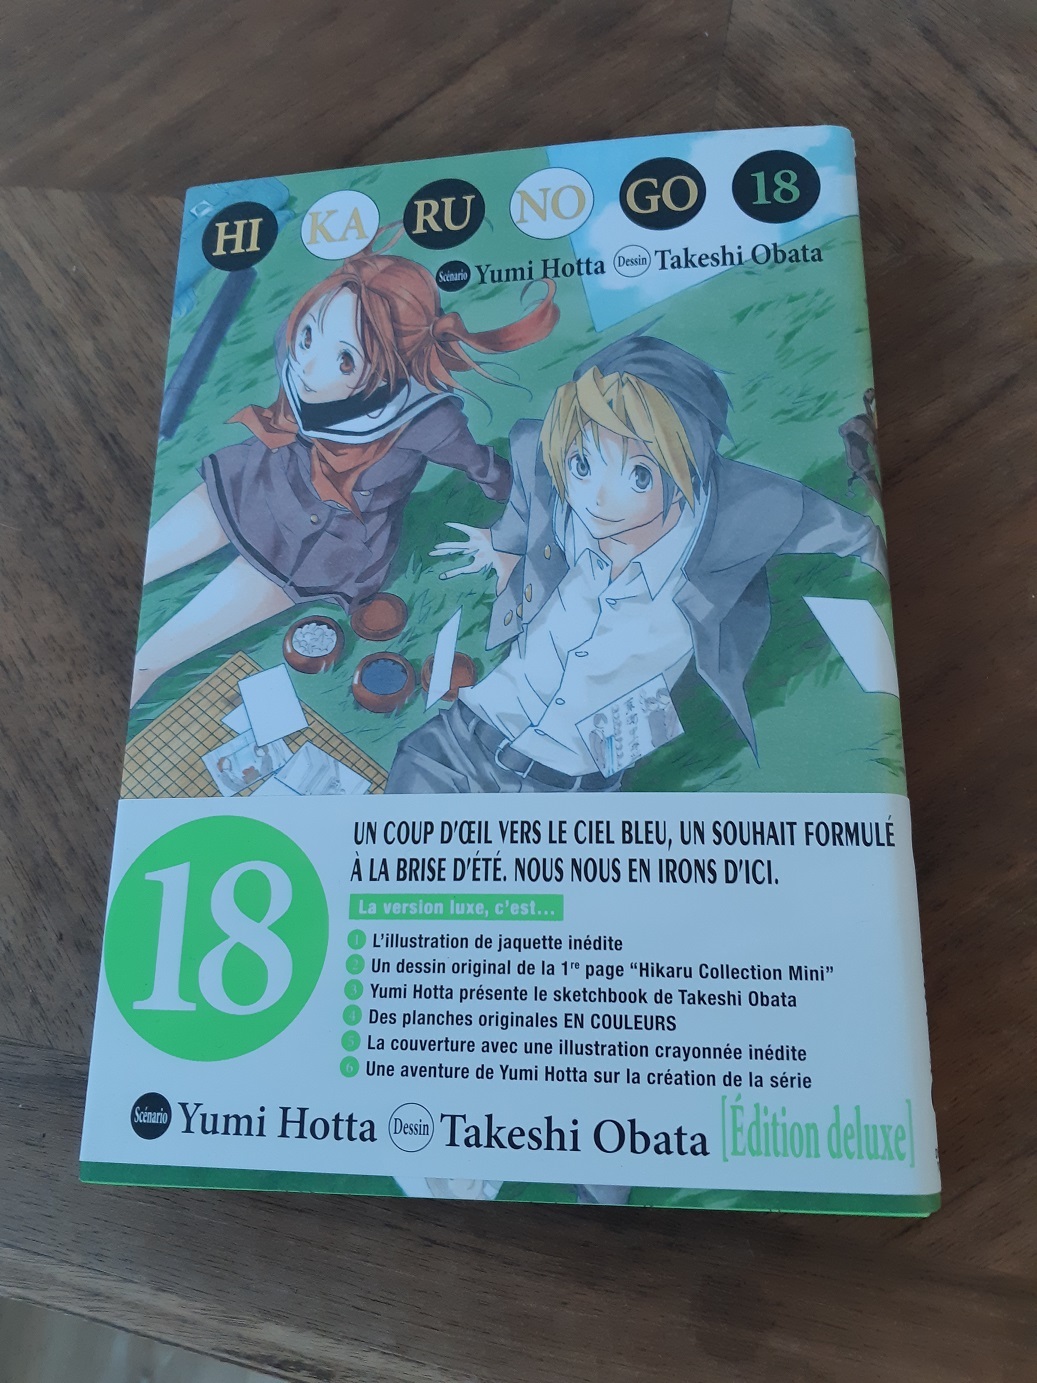 HI KA RU NO GO 18
Scénario Yumi Hotta Dessin Takeshi Obata
UN COUP D'ŒIL VERS LE CIEL BLEU, UN SOUHAIT FORMULÉ
À LA BRISE D'ÉTÉ. NOUS NOUS EN IRONS D'ICI.
18
La version luxe, c'est...
1 L'illustration de jaquette inédite
2 Un dessin original de la 1re page “Hikaru Collection Mini”
3 Yumi Hotta présente le sketchbook de Takeshi Obata
4 Des planches originales EN COULEURS
5 La couverture avec une illustration crayonnée inédite
6 Une aventure de Yumi Hotta sur la création de la série
Scénario Yumi Hotta Dessin Takeshi Obata [Édition deluxe]